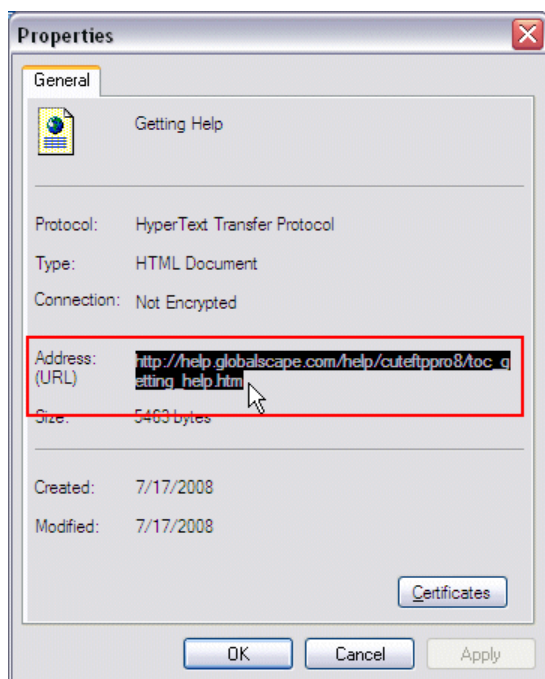 Properties
General
Getting Help
Protocol: HyperText Transfer Protocol
Type: HTML Document
Connection: Not Encrypted
Address: http://help.globalscape.com/help/cuteftppro8/toc_g
(URL) etting_help.htm
Size: 5463 bytes
Created: 7/17/2008
Modified: 7/17/2008
Certificates
OK Cancel Apply